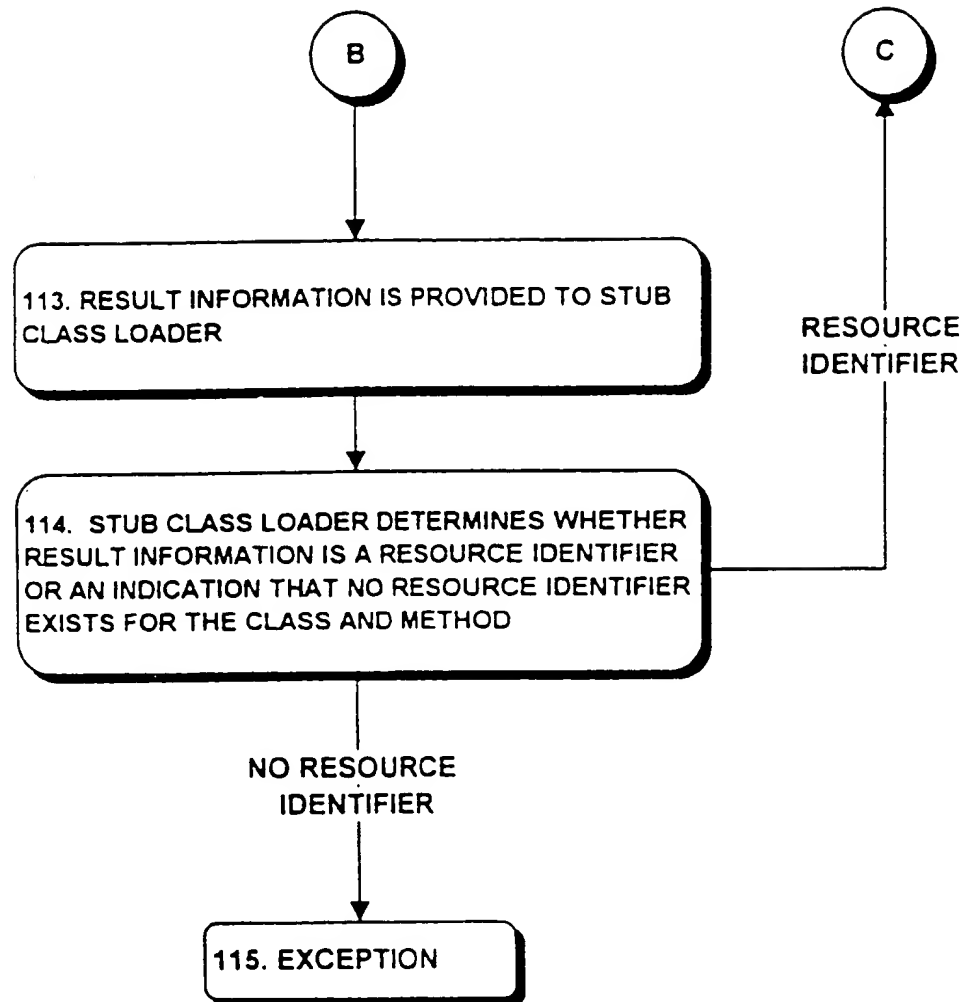 B
C
113. RESULT INFORMATION IS PROVIDED TO STUB
CLASS LOADER
RESOURCE
IDENTIFIER
114. STUB CLASS LOADER DETERMINES WHETHER
RESULT INFORMATION IS A RESOURCE IDENTIFIER
OR AN INDICATION THAT NO RESOURCE IDENTIFIER
EXISTS FOR THE CLASS AND METHOD
NO RESOURCE
IDENTIFIER
115. EXCEPTION